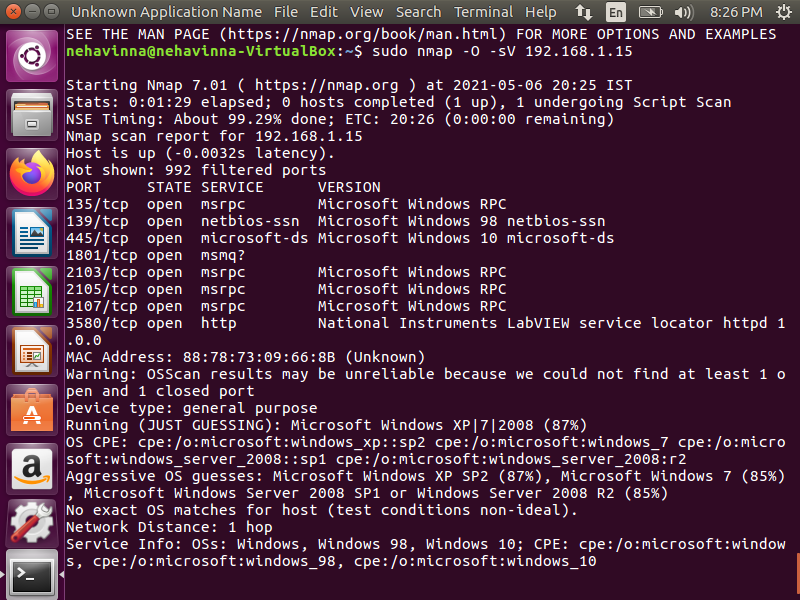 Unknown Application Name File Edit View Search Terminal Help En 8:26 PM
SEE THE MAN PAGE (https://nmap.org/book/man.html) FOR MORE OPTIONS AND EXAMPLES
nehavinna@nehavinna-VirtualBox:~$ sudo nmap -O -sV 192.168.1.15
Starting Nmap 7.01 ( https://nmap.org ) at 2021-05-06 20:25 IST
Stats: 0:01:29 elapsed; 0 hosts completed (1 up), 1 undergoing Script Scan
NSE Timing: About 99.29% done; ETC: 20:26 (0:00:00 remaining)
Nmap scan report for 192.168.1.15
Host is up (-0.0032s latency).
Not shown: 992 filtered ports
PORT     STATE SERVICE      VERSION
135/tcp  open  msrpc        Microsoft Windows RPC
139/tcp  open  netbios-ssn  Microsoft Windows 98 netbios-ssn
445/tcp  open  microsoft-ds Microsoft Windows 10 microsoft-ds
1801/tcp open  msmq?
2103/tcp open  msrpc        Microsoft Windows RPC
2105/tcp open  msrpc        Microsoft Windows RPC
2107/tcp open  msrpc        Microsoft Windows RPC
3580/tcp open  http         National Instruments LabVIEW service locator httpd 1
.0.0
MAC Address: 88:78:73:09:66:8B (Unknown)
Warning: OSScan results may be unreliable because we could not find at least 1 o
pen and 1 closed port
Device type: general purpose
Running (JUST GUESSING): Microsoft Windows XP|7|2008 (87%)
OS CPE: cpe:/o:microsoft:windows_xp::sp2 cpe:/o:microsoft:windows_7 cpe:/o:micro
soft:windows_server_2008::sp1 cpe:/o:microsoft:windows_server_2008:r2
Aggressive OS guesses: Microsoft Windows XP SP2 (87%), Microsoft Windows 7 (85%)
, Microsoft Windows Server 2008 SP1 or Windows Server 2008 R2 (85%)
No exact OS matches for host (test conditions non-ideal).
Network Distance: 1 hop
Service Info: OSs: Windows, Windows 98, Windows 10; CPE: cpe:/o:microsoft:window
s, cpe:/o:microsoft:windows_98, cpe:/o:microsoft:windows_10